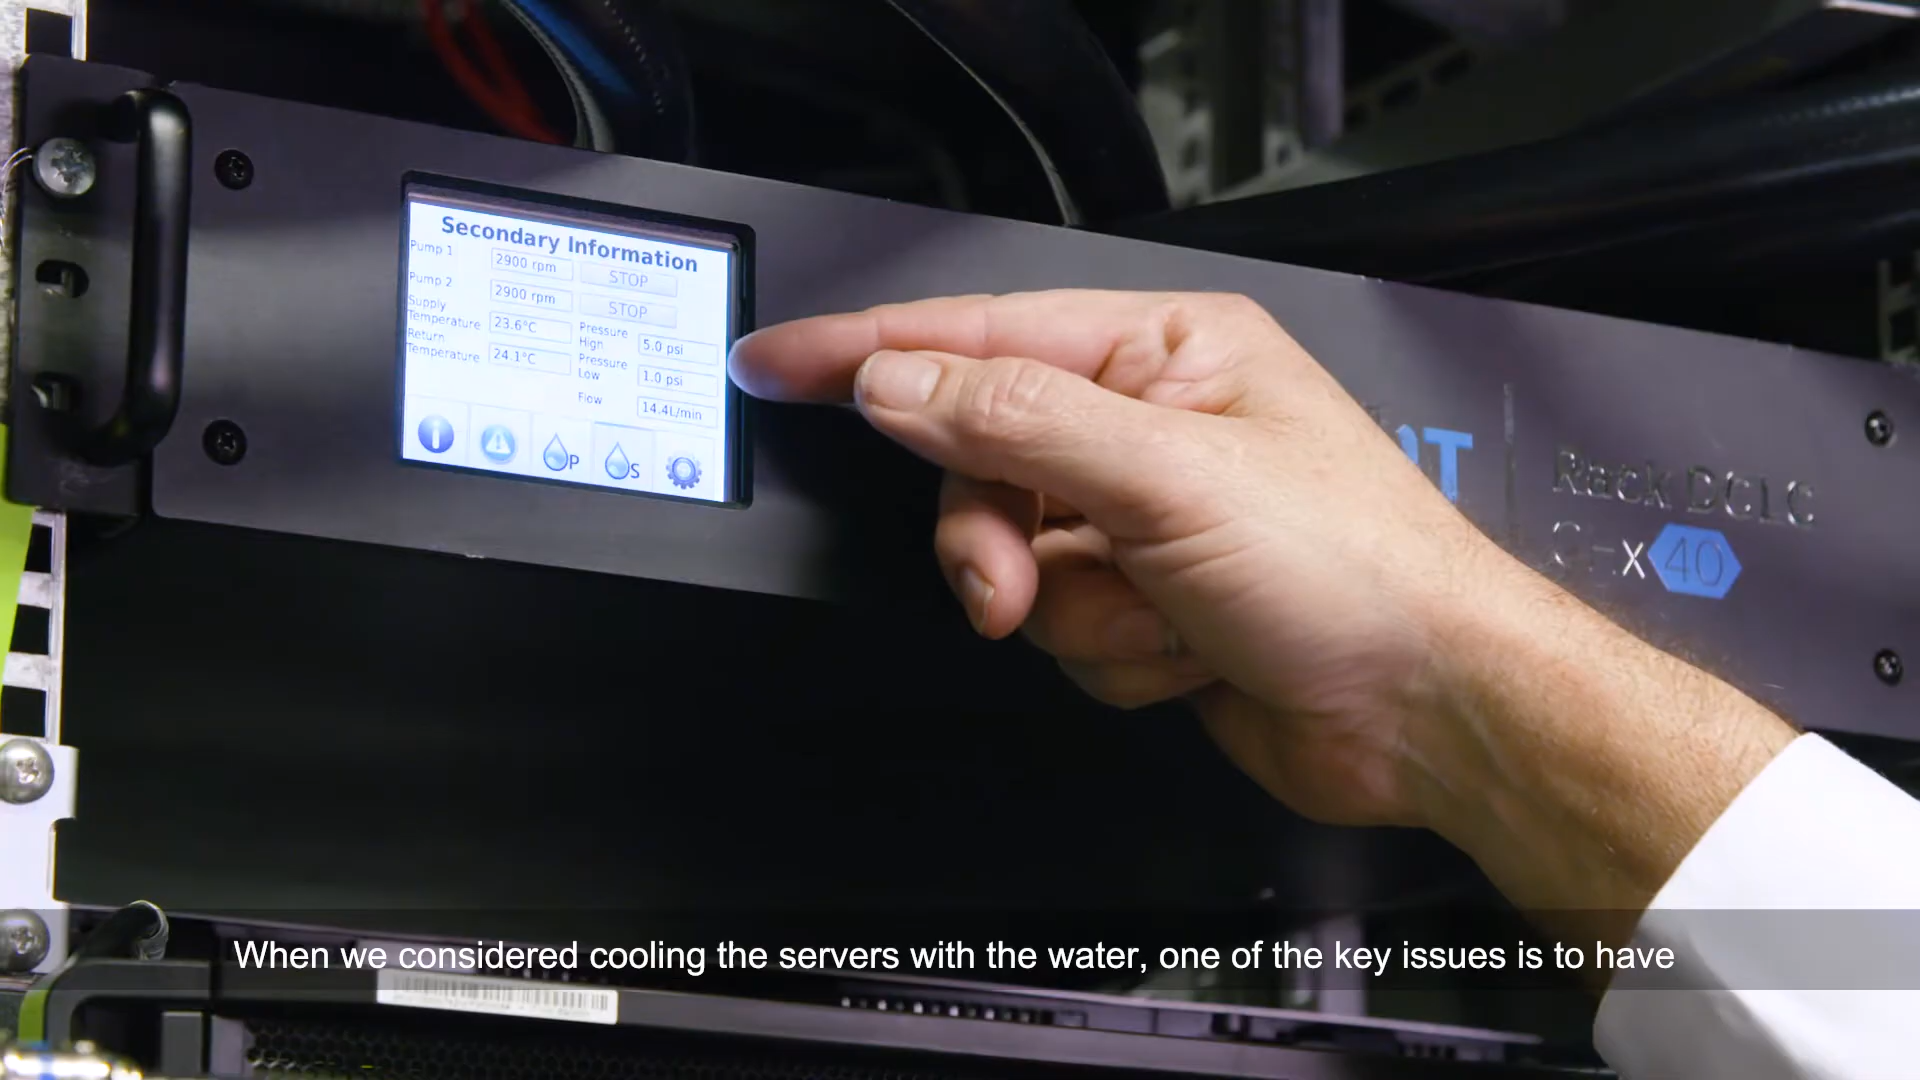 Secondary Information
Pump 1 2900 rpm STOP
Pump 2 2900 rpm STOP
Supply Temperature 23.6°C
Return Temperature 24.1°C
Pressure High 5.0 psi
Pressure Low 1.0 psi
Flow 14.4L/min
P
S
Rack DCLC
X 40
When we considered cooling the servers with the water, one of the key issues is to have